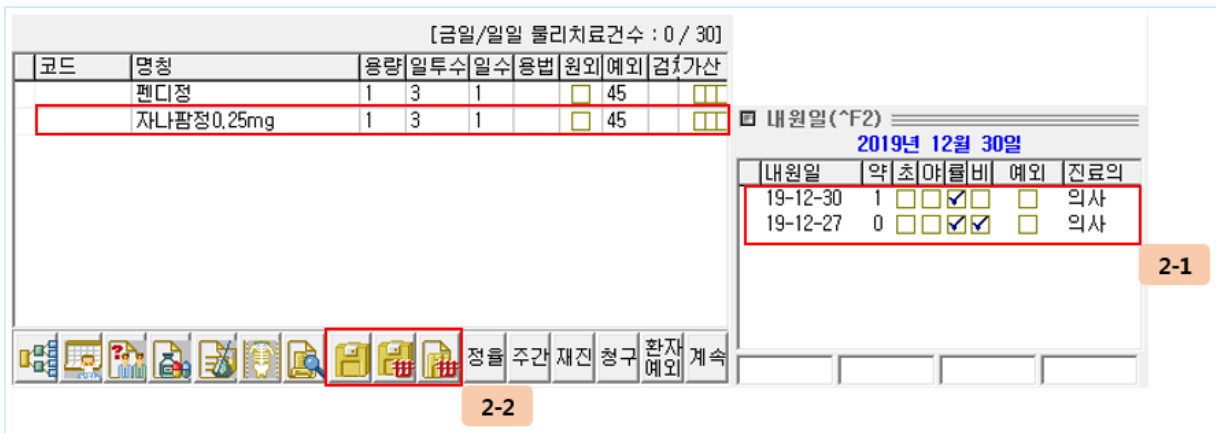 [금일/일일 물리치료건수 : 0 / 30]
코드 명칭 용량 일투수 일수 용법 원외 예외 검치 가산
펜디정 1 3 1 45
자나팜정0,25mg 1 3 1 45
내원일(^F2)
2019년 12월 30일
내원일 약 초 야 률 비 예외 진료의
19-12-30 1 의사
19-12-27 0 의사
2-1
정율 주간 재진 청구 환자예외 계속
2-2